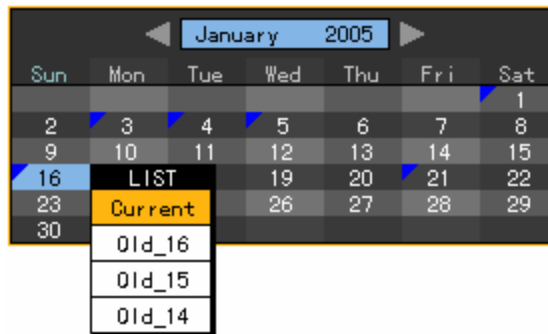 January 2005
Sun Mon Tue Wed Thu Fri Sat
1
2 3 4 5 6 7 8
9 10 11 12 13 14 15
16 LIST 19 20 21 22
23 Current 26 27 28 29
30
Old_16
Old_15
Old_14